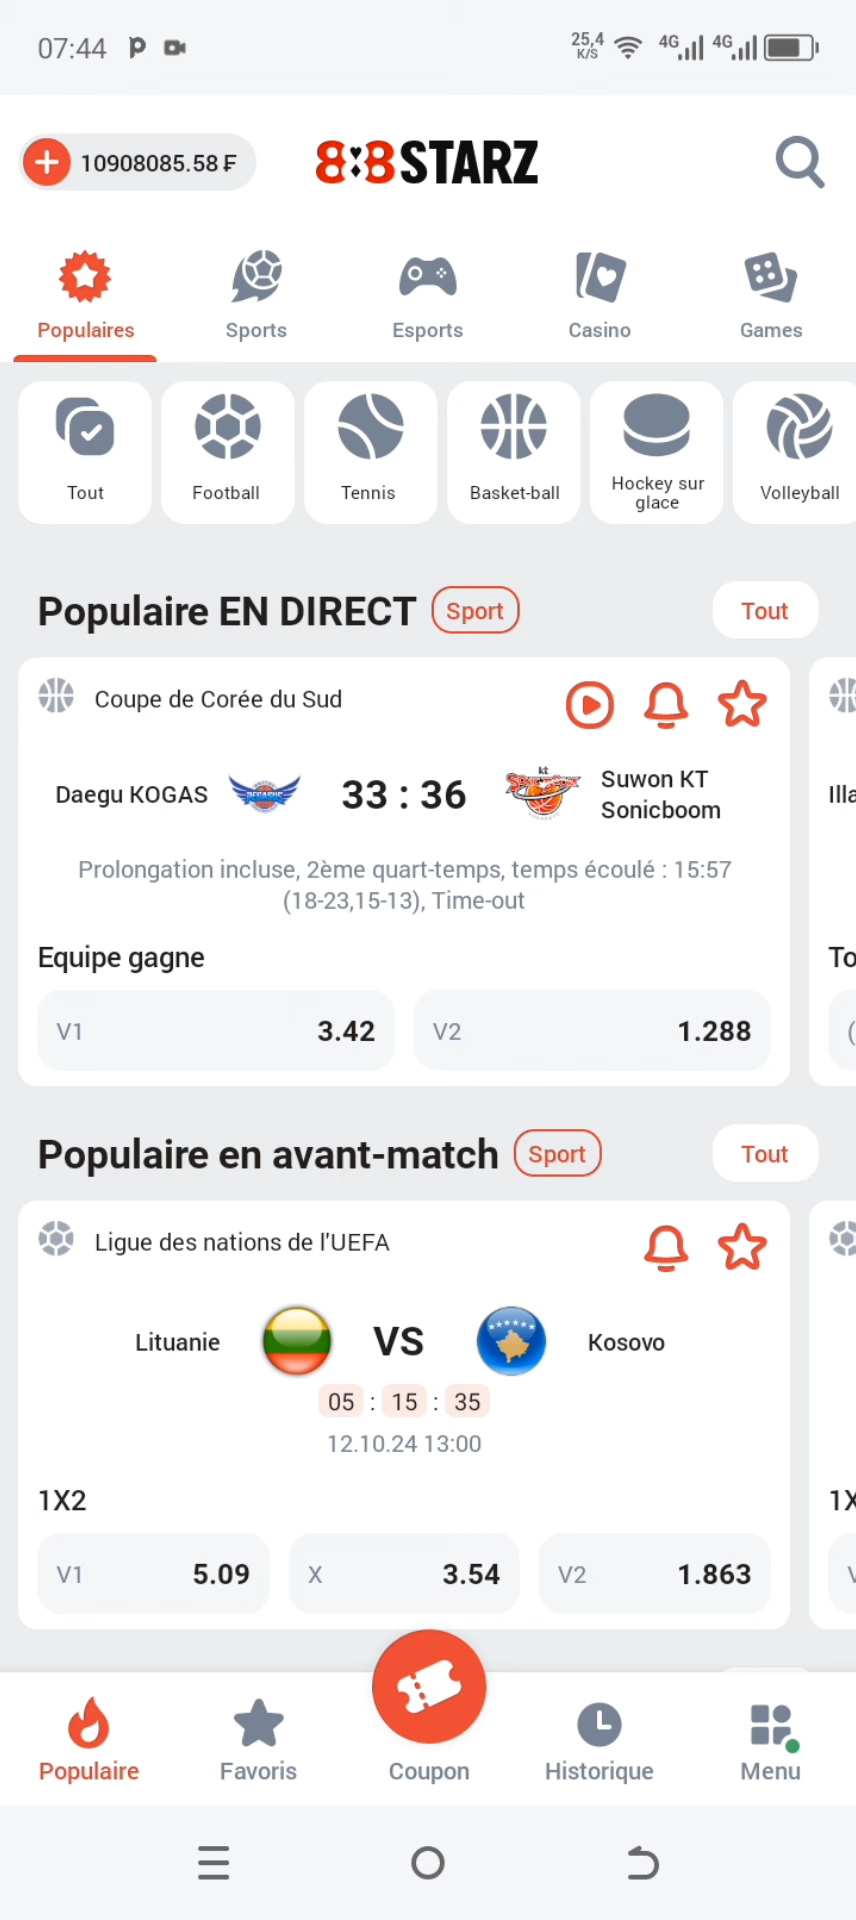 07:44
25,4
K/S
4G
4G
10908085.58 ₣
888STARZ
Populaires
Sports
Esports
Casino
Games
Tout
Football
Tennis
Basket-ball
Hockey sur
glace
Volleyball
Populaire EN DIRECT
Sport
Tout
Coupe de Corée du Sud
Daegu KOGAS
33 : 36
Suwon KT
Sonicboom
Illa
Prolongation incluse, 2ème quart-temps, temps écoulé : 15:57
(18-23,15-13), Time-out
Equipe gagne
To
V1
3.42
V2
1.288
(
Populaire en avant-match
Sport
Tout
Ligue des nations de l'UEFA
Lituanie
VS
Kosovo
05 : 15 : 35
12.10.24 13:00
1X2
1X
V1
5.09
X
3.54
V2
1.863
V
Populaire
Favoris
Coupon
Historique
Menu